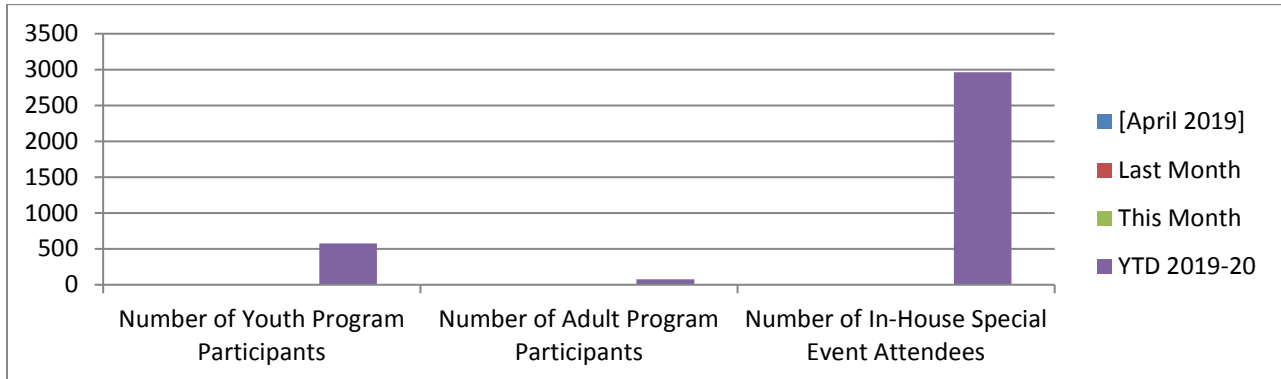 3500
3000
2500
2000
1500
1000
500
0
Number of Youth Program
Participants
Number of Adult Program
Participants
Number of In-House Special
Event Attendees
[April 2019]
Last Month
This Month
YTD 2019-20